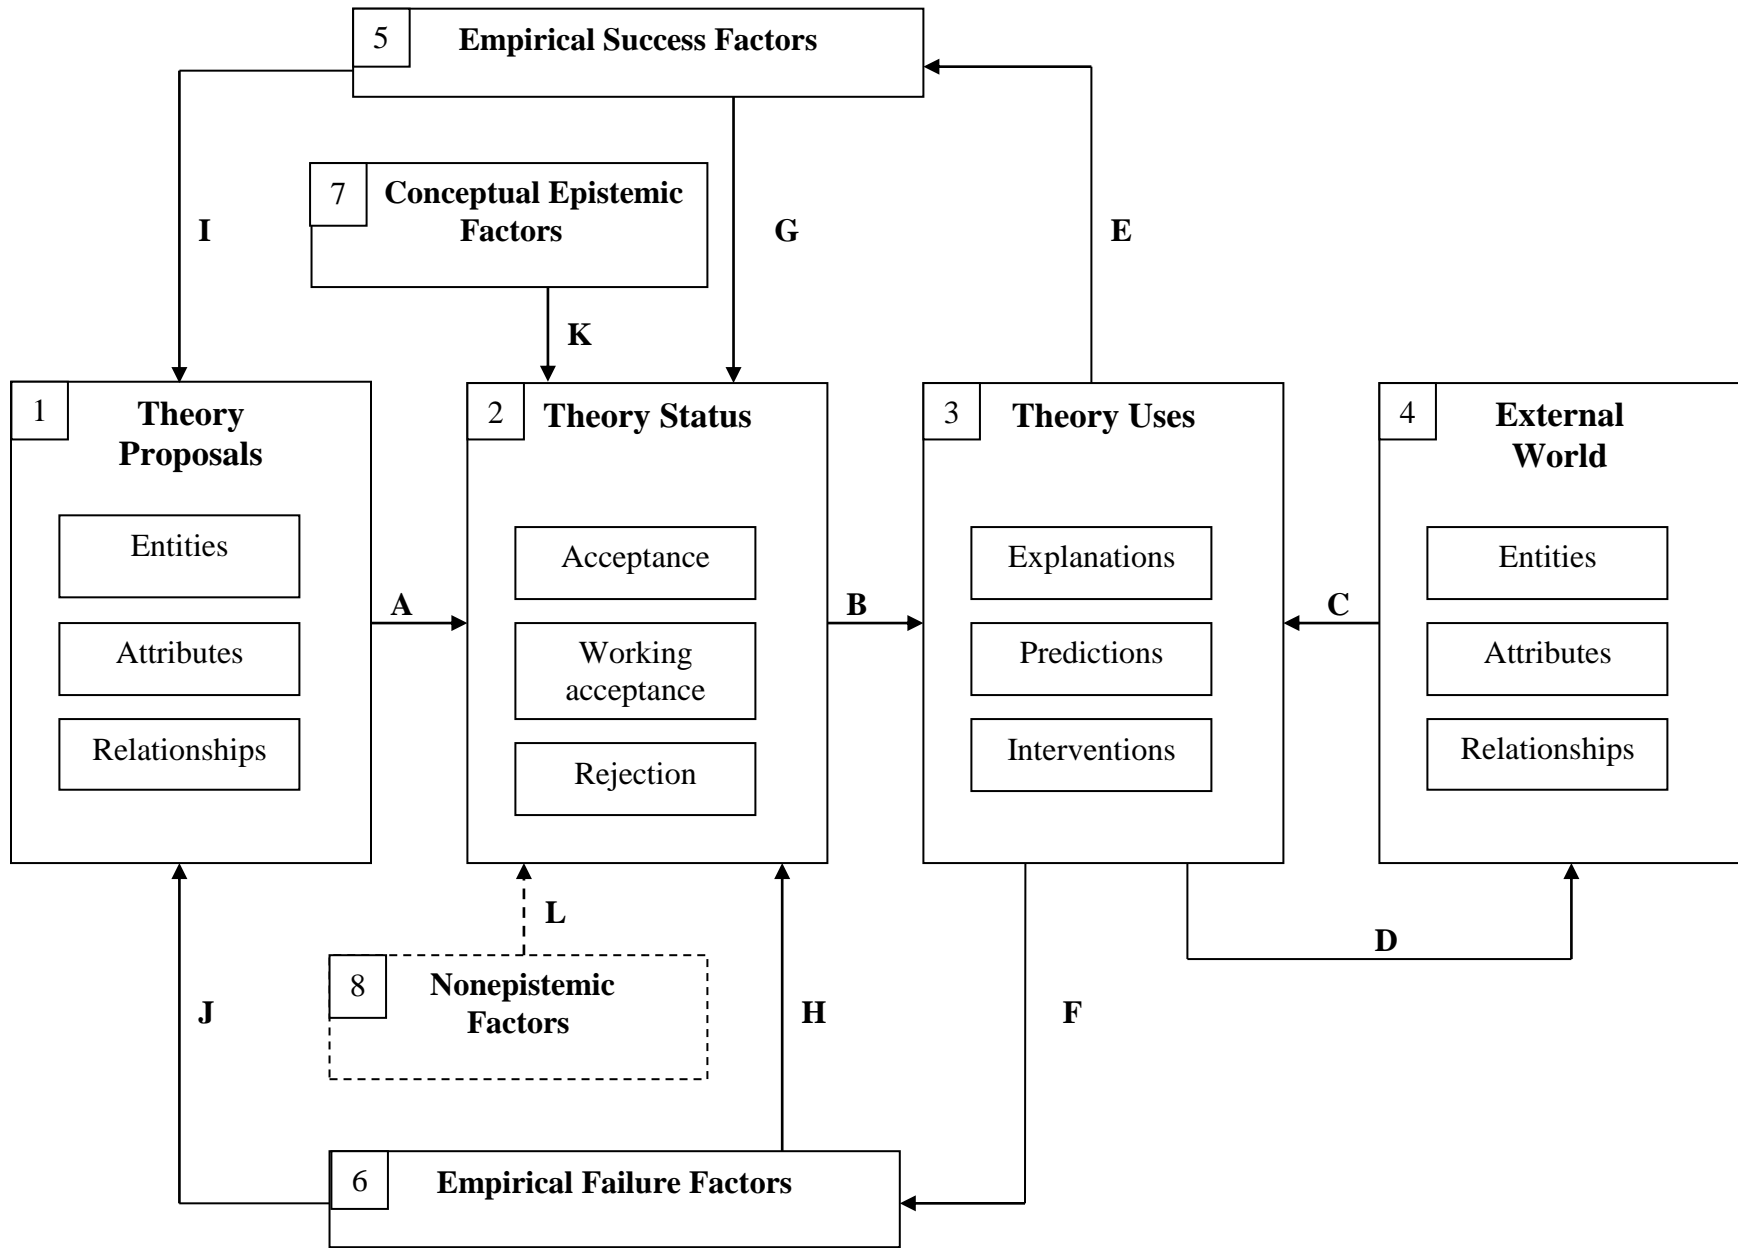 5
Empirical Success Factors
7
Conceptual Epistemic
Factors
I
G
E
K
1
Theory
Proposals
Entities
Attributes
Relationships
A
2
Theory Status
Acceptance
Working
acceptance
Rejection
B
3
Theory Uses
Explanations
Predictions
Interventions
C
4
External
World
Entities
Attributes
Relationships
L
D
8
Nonepistemic
Factors
J
H
F
6
Empirical Failure Factors